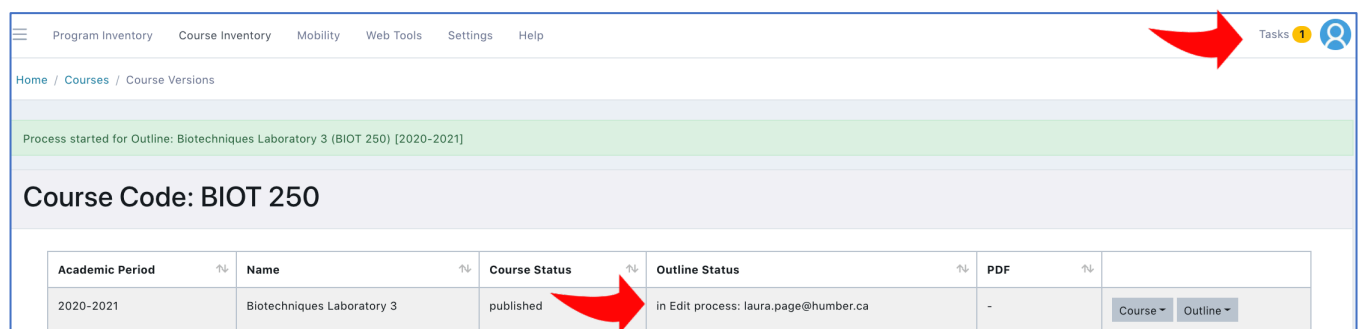 Program Inventory Course Inventory Mobility Web Tools Settings Help Tasks 1
Home / Courses / Course Versions
Process started for Outline: Biotechniques Laboratory 3 (BIOT 250) [2020-2021]
Course Code: BIOT 250
Academic Period Name Course Status Outline Status PDF
2020-2021 Biotechniques Laboratory 3 published in Edit process: laura.page@humber.ca - Course Outline